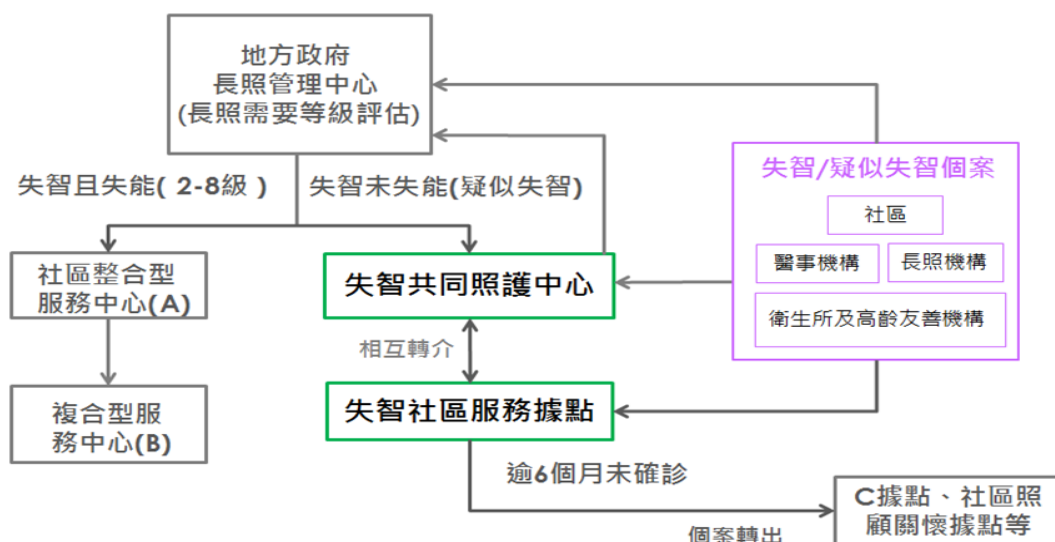 地方政府
長照管理中心
(長照需要等級評估)
失智且失能( 2-8級 )
失智未失能(疑似失智)
失智/疑似失智個案
社區
醫事機構
長照機構
衛生所及高齡友善機構
社區整合型
服務中心(A)
失智共同照護中心
相互轉介
複合型服
務中心(B)
失智社區服務據點
逾6個月未確診
個案轉出
C據點、社區照
顧關懷據點等